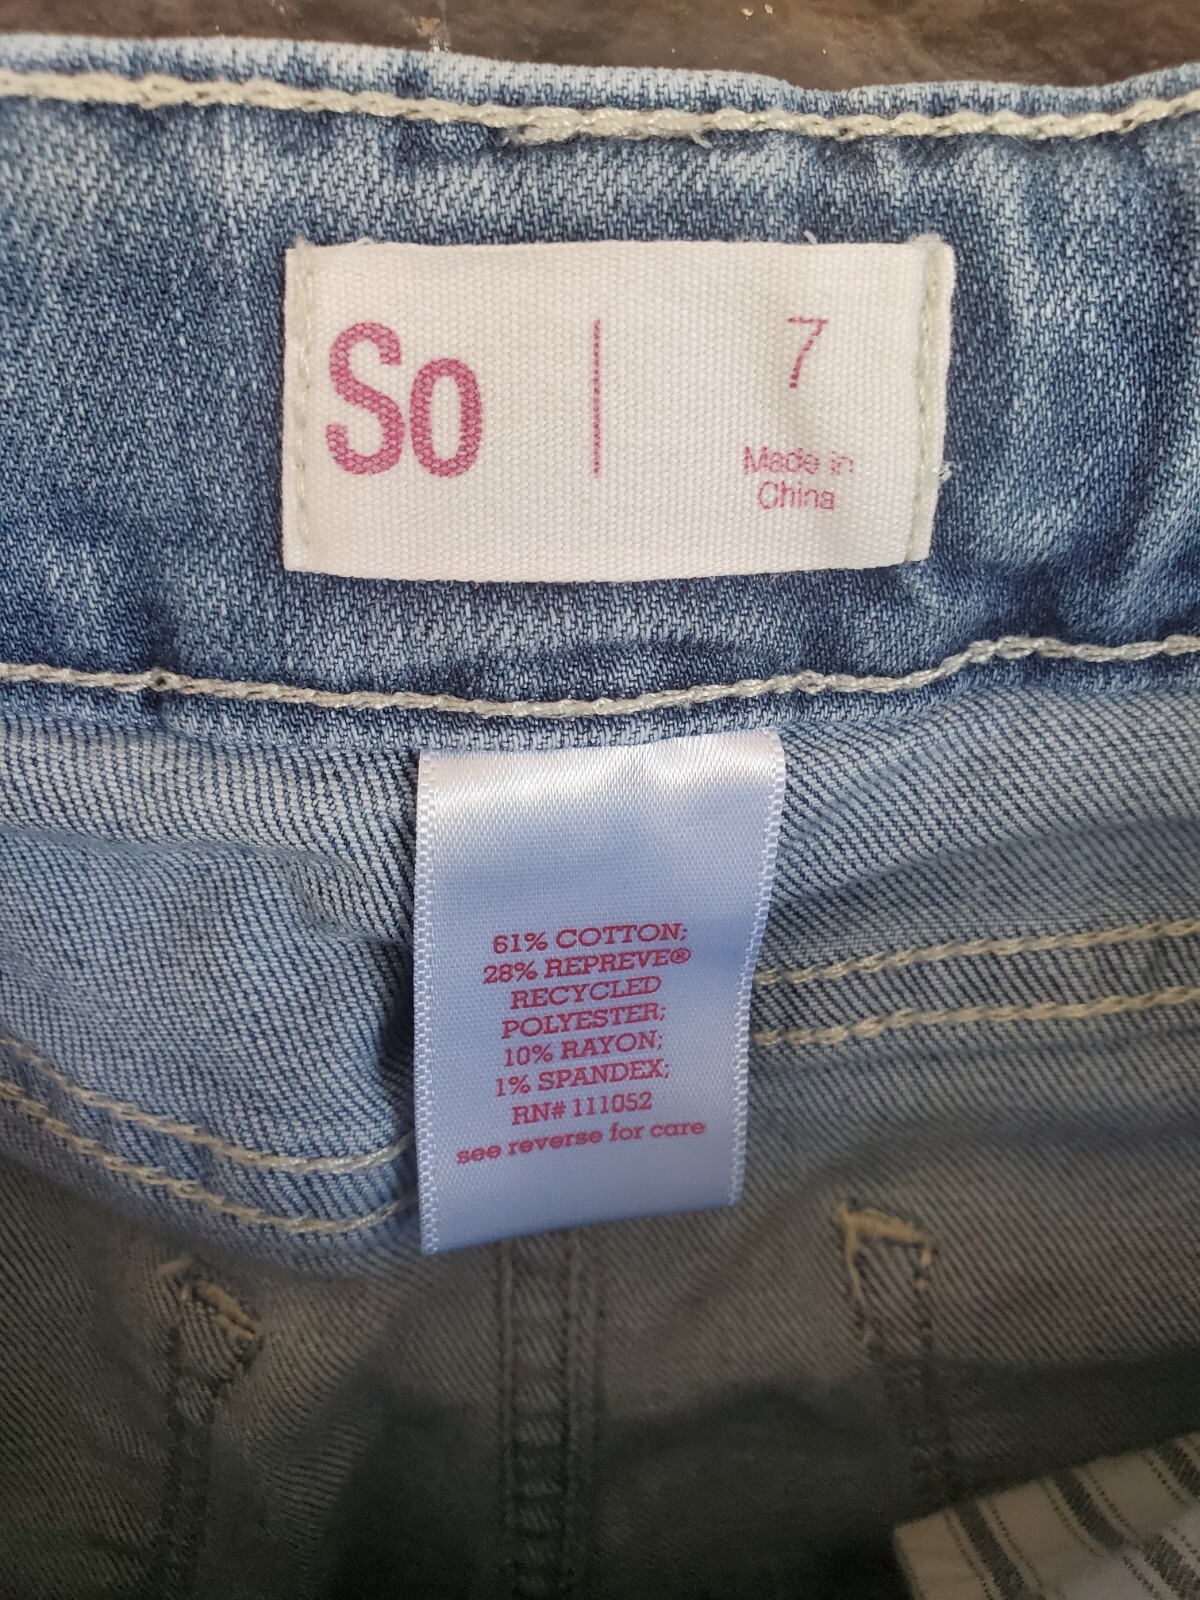 So
7
Made in
China
61% COTTON;
28% REPREVE®
RECYCLED
POLYESTER;
10% RAYON;
1% SPANDEX;
RN# 111052
see reverse for care